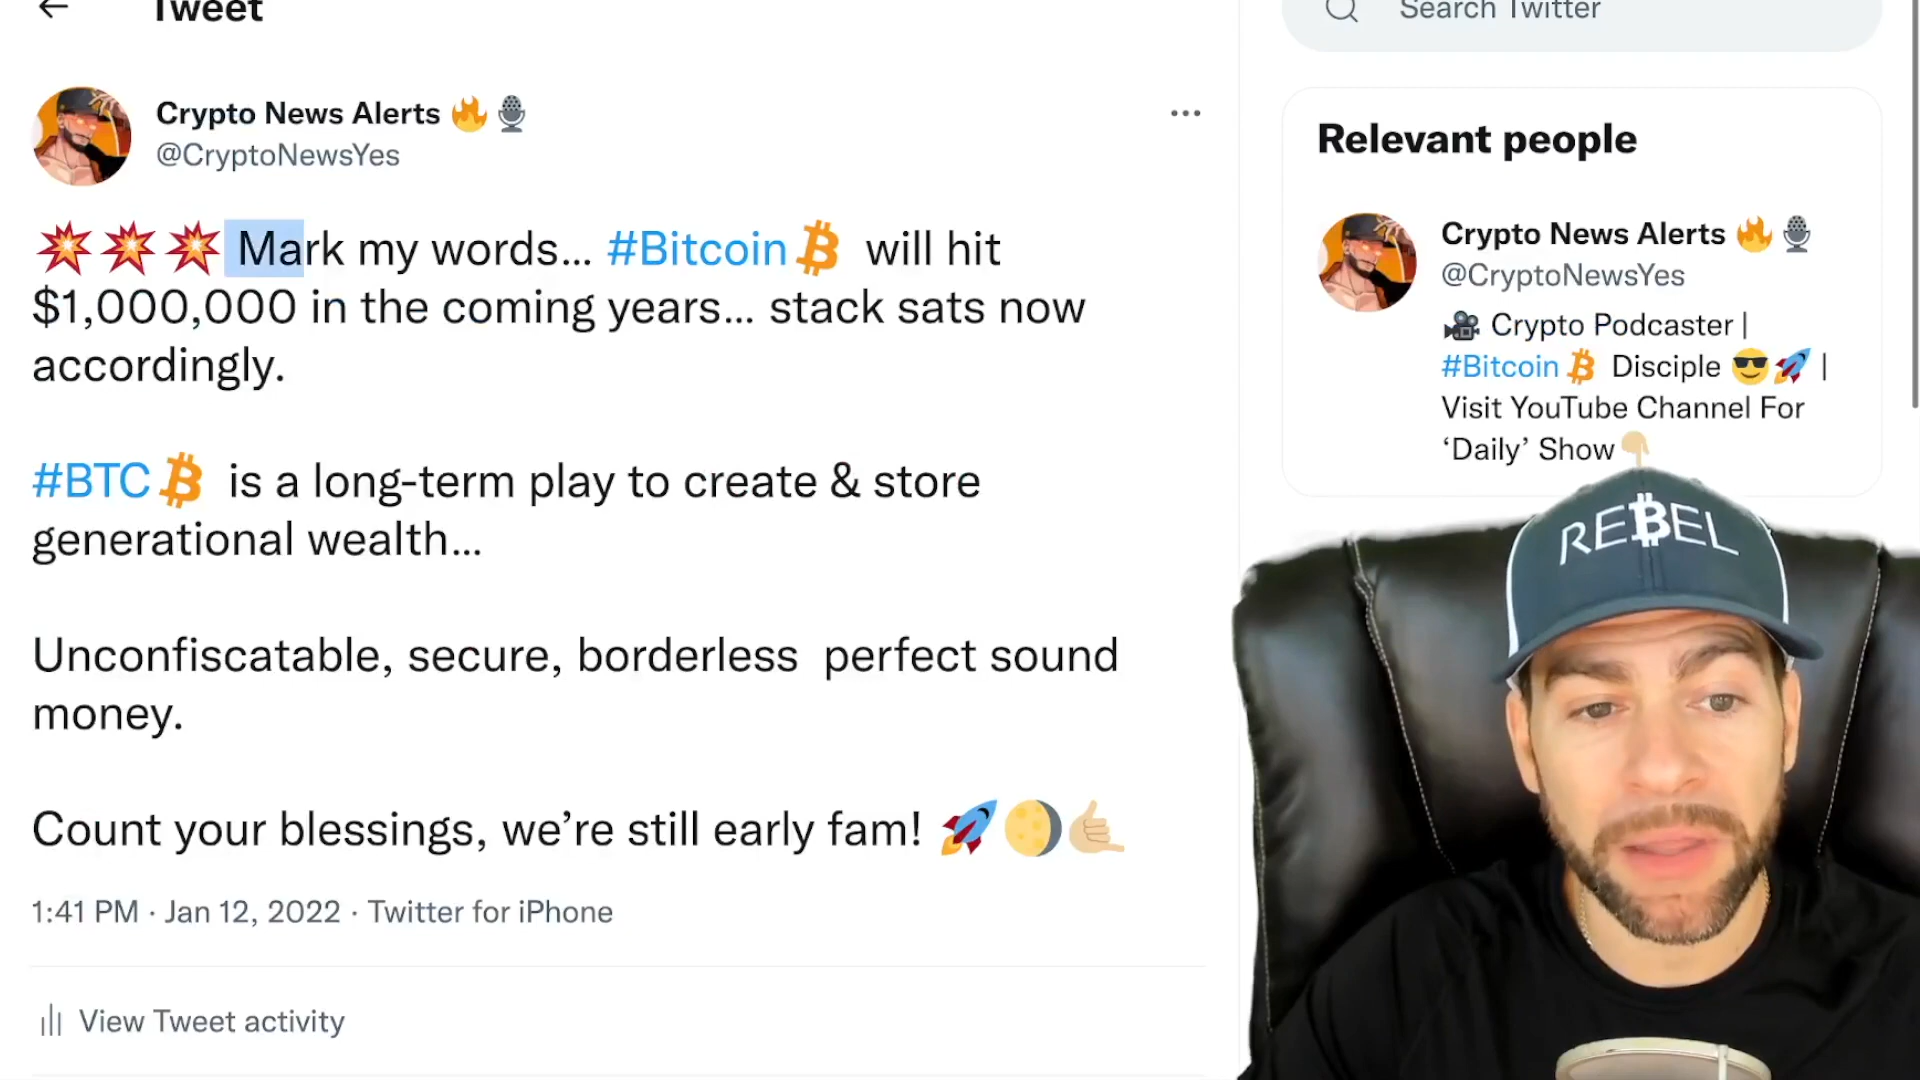 Tweet
Search Twitter
Crypto News Alerts 🔥🎙
@CryptoNewsYes
💥💥💥 Mark my words... #Bitcoin will hit
$1,000,000 in the coming years... stack sats now
accordingly.
#BTC is a long-term play to create & store
generational wealth...
Unconfiscatable, secure, borderless perfect sound
money.
Count your blessings, we’re still early fam! 🚀🌖🤙🏼
1:41 PM · Jan 12, 2022 · Twitter for iPhone
View Tweet activity
Relevant people
Crypto News Alerts 🔥🎙
@CryptoNewsYes
🎥 Crypto Podcaster |
#Bitcoin Disciple 😎🚀 |
Visit YouTube Channel For
‘Daily’ Show👇🏼
REBEL